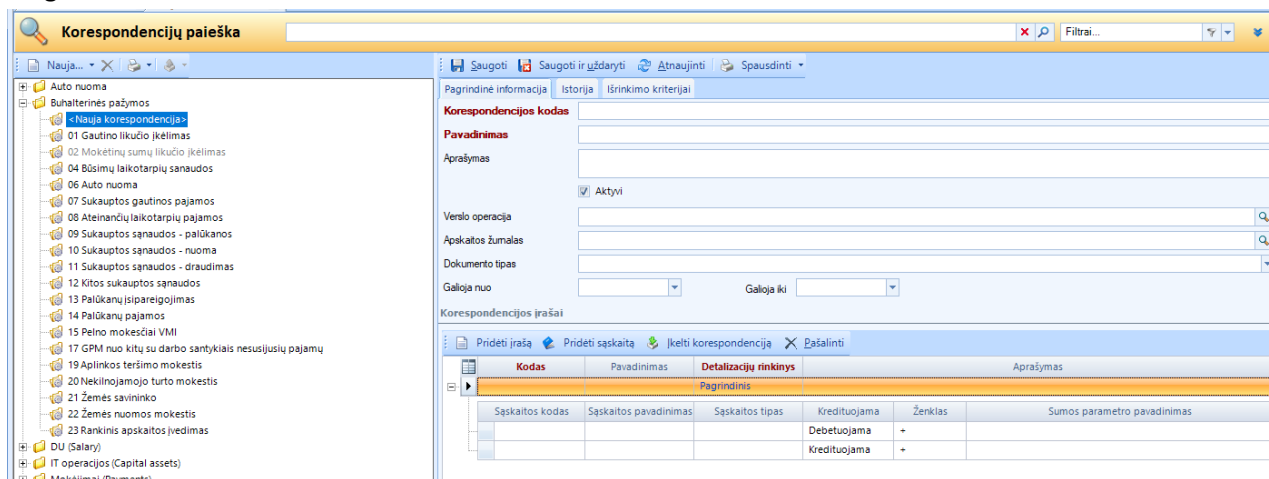 Korespondencijų paieška
Filtrai...
Nauja...
Auto nuoma
Buhalterinės pažymos
<Nauja korespondencija>
01 Gautino likučio įkėlimas
02 Mokėtinų sumų likučio įkėlimas
04 Būsimų laikotarpių sanaudos
06 Auto nuoma
07 Sukauptos gautinos pajamos
08 Ateinančių laikotarpių pajamos
09 Sukauptos sąnaudos - palūkanos
10 Sukauptos sąnaudos - nuoma
11 Sukauptos sąnaudos - draudimas
12 Kitos sukauptos sąnaudos
13 Palūkanų įsipareigojimas
14 Palūkanų pajamos
15 Pelno mokesčiai VMI
17 GPM nuo kitų su darbo santykiais nesusijusių pajamų
19 Aplinkos teršimo mokestis
20 Nekilnojamojo turto mokestis
21 Žemės savininko
22 Žemės nuomos mokestis
23 Rankinis apskaitos įvedimas
DU (Salary)
IT operacijos (Capital assets)
Mokėjimai (Payments)
Saugoti Saugoti ir uždaryti Atnaujinti Spausdinti
Pagrindinė informacija Istorija Išrinkimo kriterijai
Korespondencijos kodas
Pavadinimas
Aprašymas
Aktyvi
Verslo operacija
Apskaitos žurnalas
Dokumento tipas
Galioja nuo Galioja iki
Korespondencijos įrašai
Pridėti įrašą Pridėti sąskaitą Įkelti korespondenciją Pašalinti
Kodas Pavadinimas Detalizacijų rinkinys Aprašymas
Pagrindinis
Sąskaitos kodas Sąskaitos pavadinimas Sąskaitos tipas Kredituojama Ženklas Sumos parametro pavadinimas
Debetuojama +
Kredituojama +